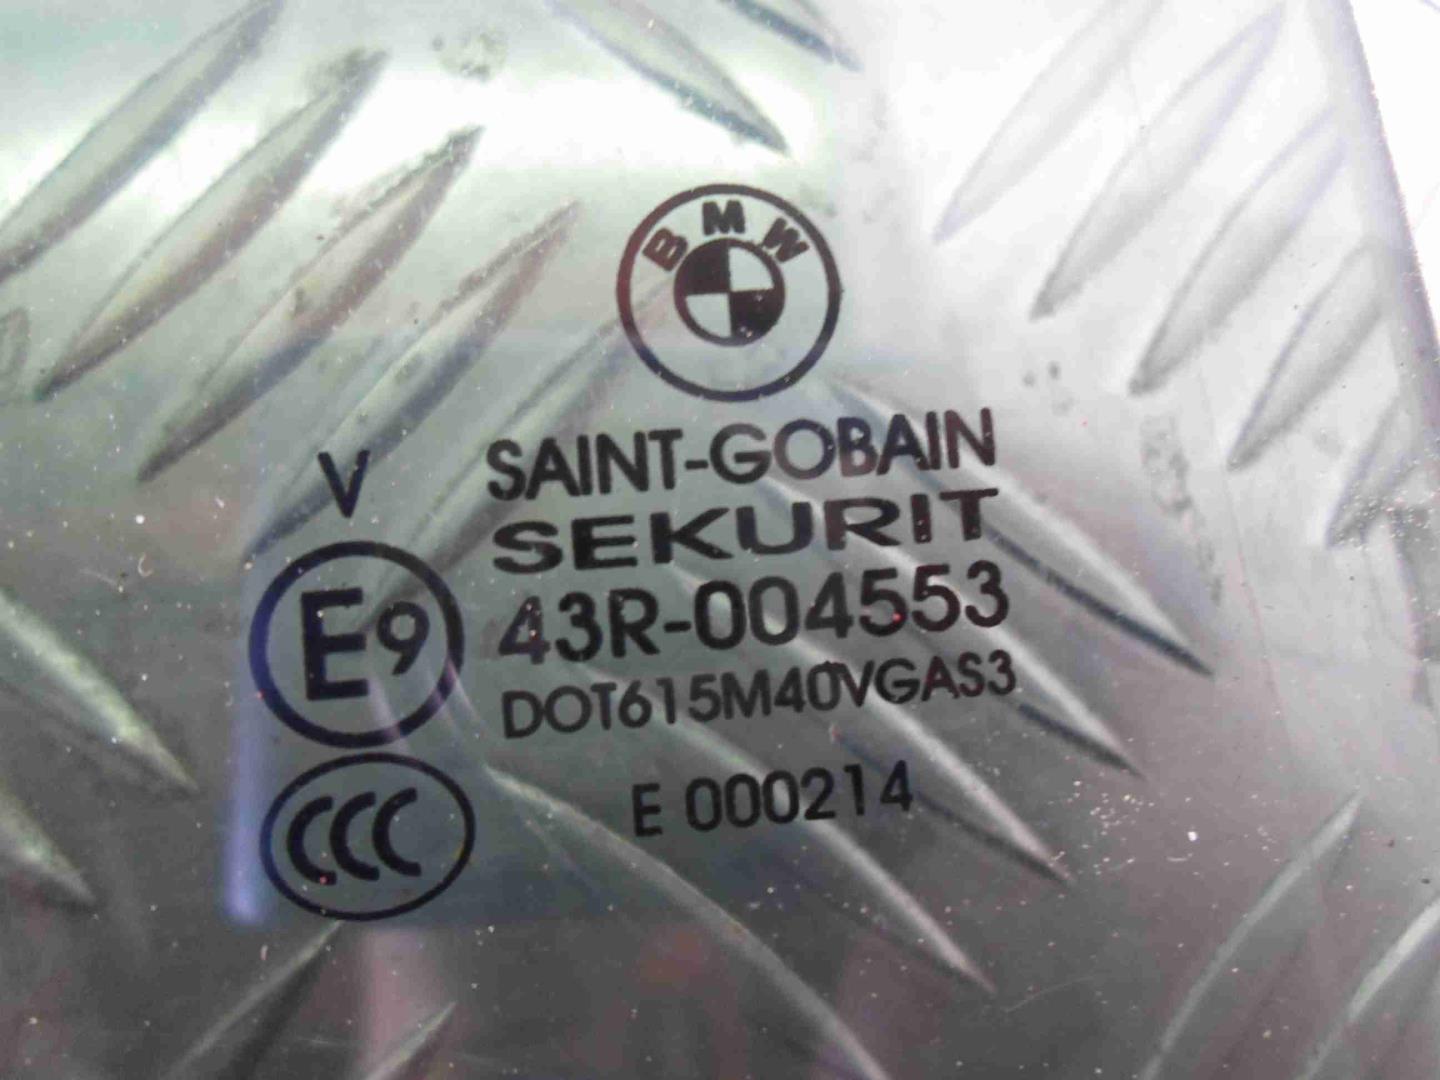 BMW
SAINT-GOBAIN
SEKURIT
V
E9
43R-004553
DOT615M40VGAS3
CCC
E 000214